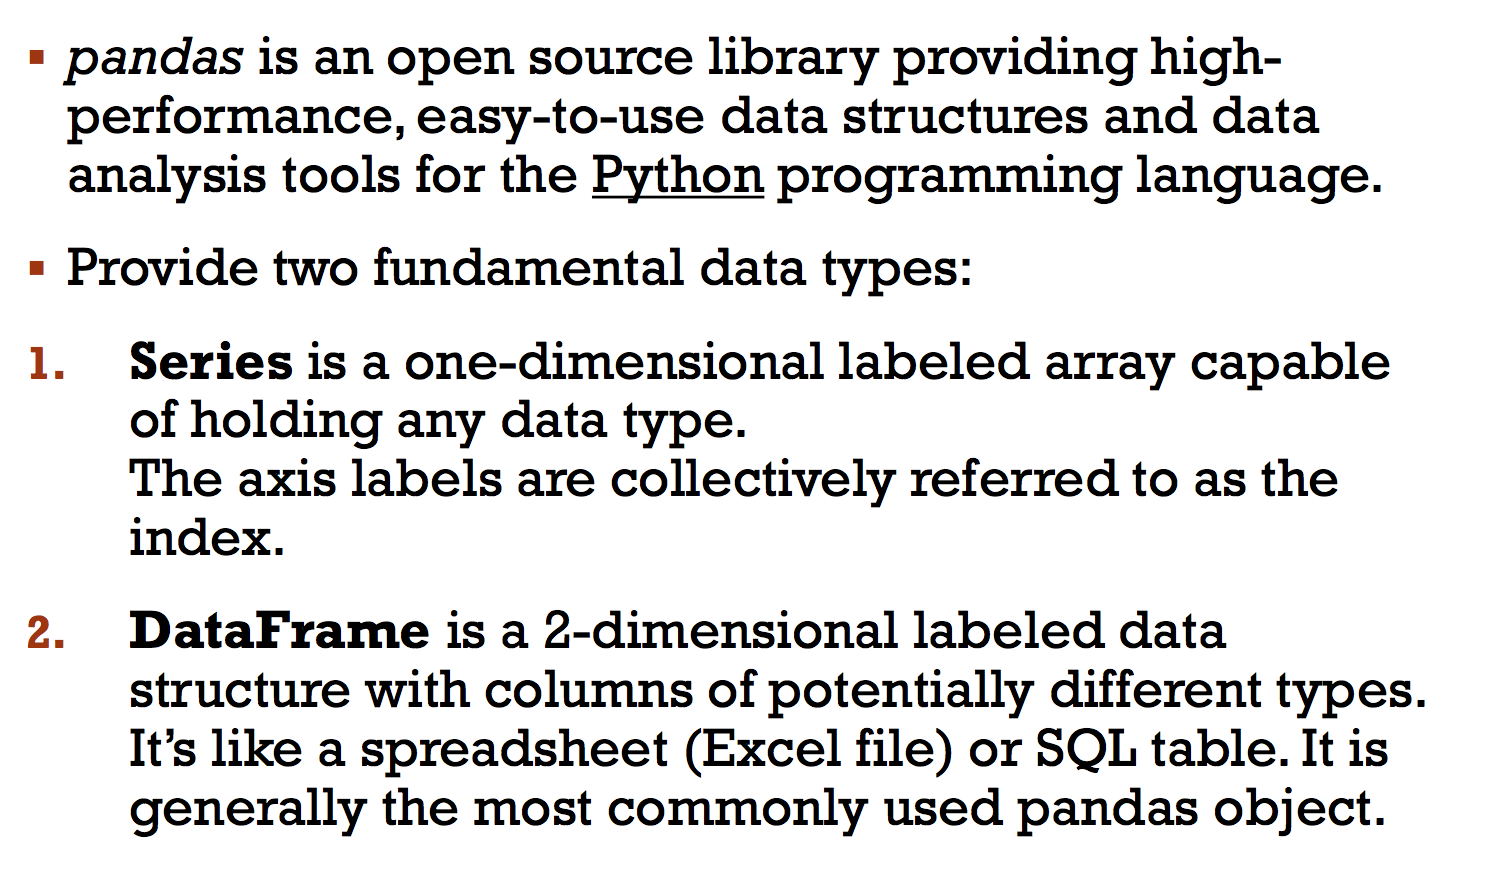 ▪ pandas is an open source library providing high-
performance, easy-to-use data structures and data
analysis tools for the Python programming language.
▪ Provide two fundamental data types:
1. Series is a one-dimensional labeled array capable
of holding any data type.
The axis labels are collectively referred to as the
index.
2. DataFrame is a 2-dimensional labeled data
structure with columns of potentially different types.
It’s like a spreadsheet (Excel file) or SQL table. It is
generally the most commonly used pandas object.